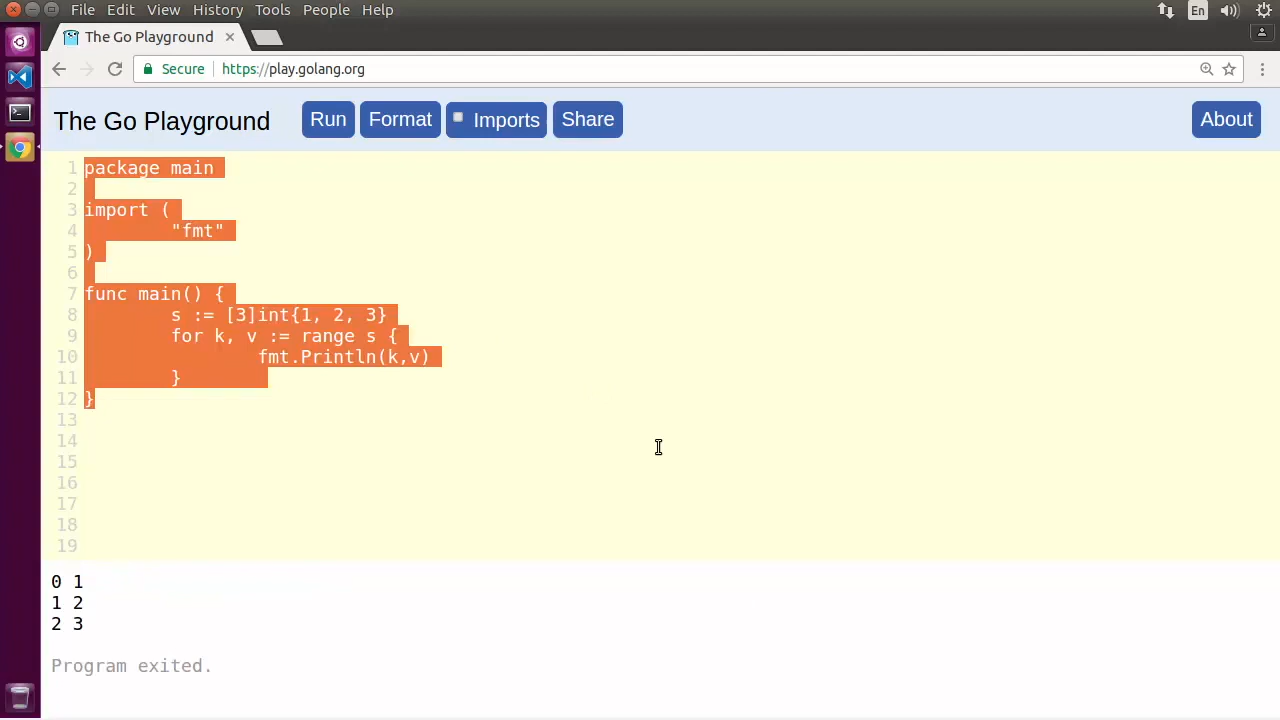 File Edit View History Tools People Help
En
The Go Playground ×
Secure https://play.golang.org
The Go Playground Run Format Imports Share About
1 package main
2
3 import (
4 "fmt"
5 )
6
7 func main() {
8 s := [3]int{1, 2, 3}
9 for k, v := range s {
10 fmt.Println(k,v)
11 }
12 }
13
14
15
16
17
18
19
0 1
1 2
2 3
Program exited.